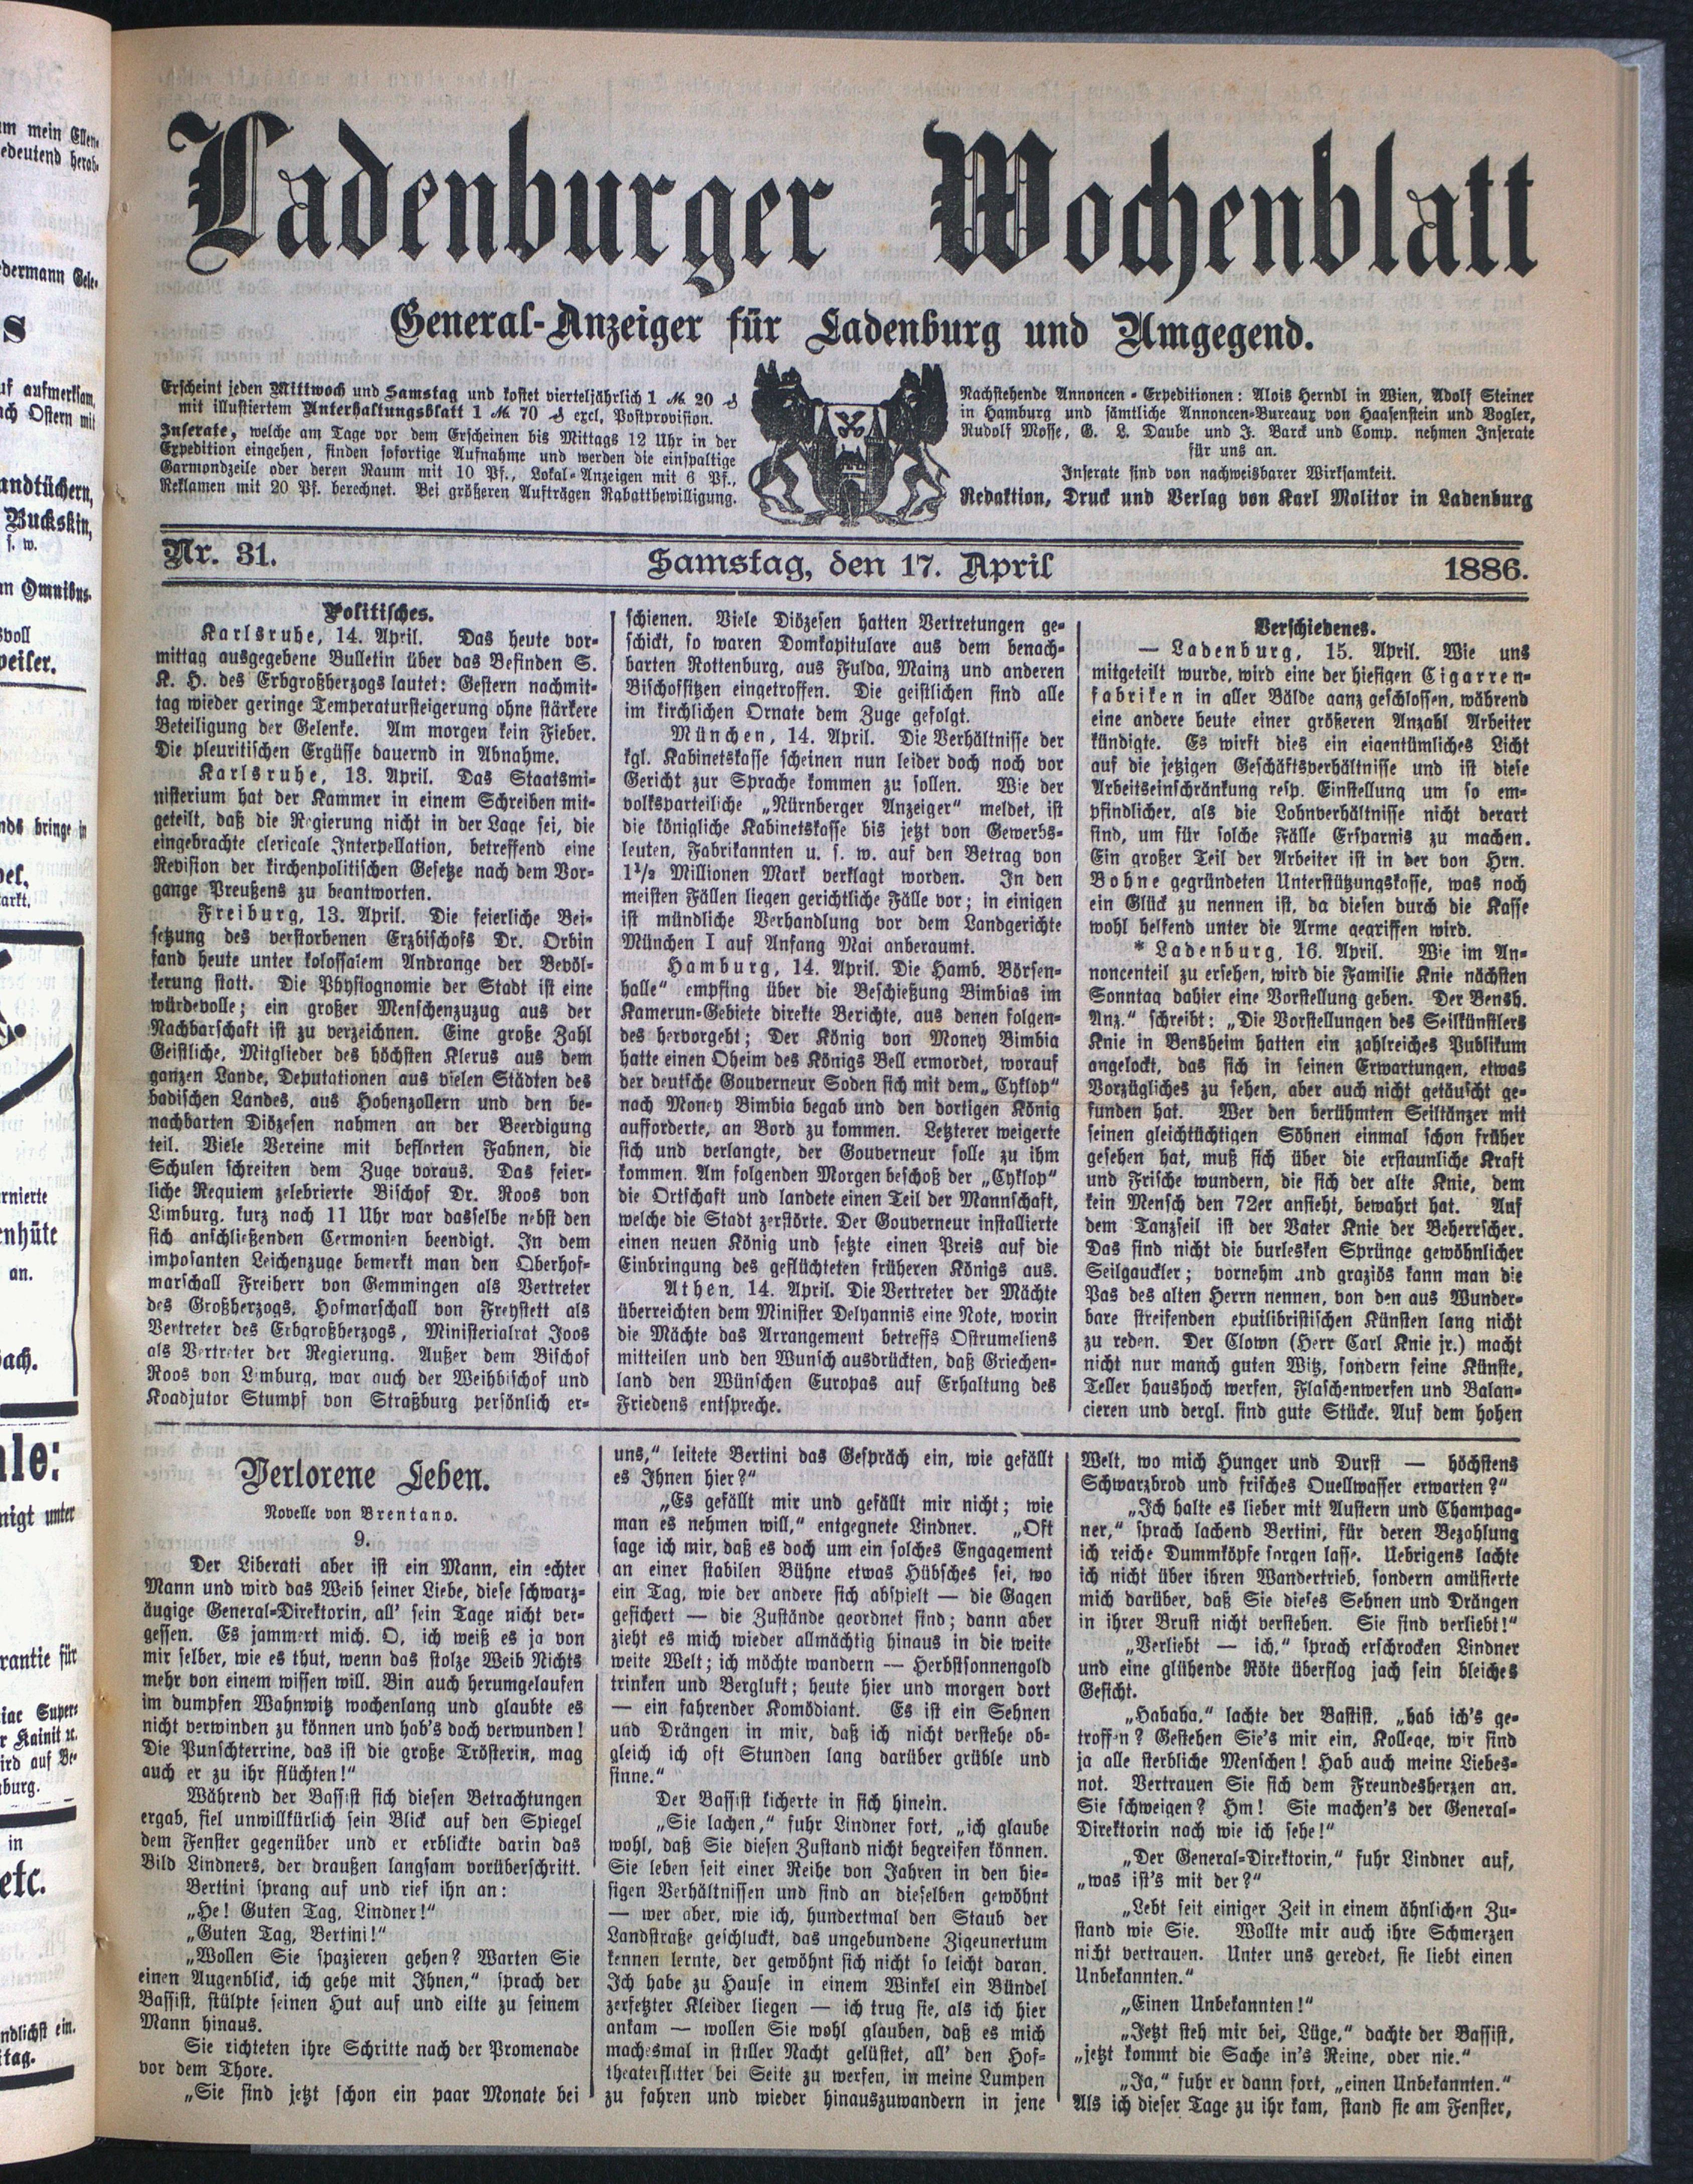 Ladenburger Wochenblatt
General-Anzeiger für Ladenburg und Umgegend.
Erscheint jeden Mittwoch und Samstag und kostet vierteljährlich 1 ℳ 20 ₰
mit illustriertem Unterhaltungsblatt 1 ℳ 70 ₰ excl. Postprovision.
Inserate, welche am Tage vor dem Erscheinen bis Mittags 12 Uhr in der
Expedition eingehen, finden sofortige Aufnahme und werden die einspaltige
Garmondzeile oder deren Raum mit 10 Pf., Lokal-Anzeigen mit 6 Pf.,
Reklamen mit 20 Pf. berechnet. Bei größeren Aufträgen Rabattbewilligung.
Nachstehende Annoncen-Expeditionen: Alois Herndl in Wien, Adolf Steiner
in Hamburg und sämtliche Annoncen-Bureaux von Haasenstein und Vogler,
Rudolf Mosse, G. L. Daube und J. Barck und Comp. nehmen Inserate
für uns an.
Inserate sind von nachweisbarer Wirksamkeit.
Redaktion, Druck und Verlag von Karl Molitor in Ladenburg
Nr. 31.
Samstag, den 17. April
1886.
Politisches.
Karlsruhe, 14. April. Das heute vor-
mittag ausgegebene Bulletin über das Befinden S.
K. H. des Erbgroßherzogs lautet: Gestern nachmit-
tag wieder geringe Temperatursteigerung ohne stärkere
Beteiligung der Gelenke. Am morgen kein Fieber.
Die pleuritischen Ergüsse dauernd in Abnahme.
Karlsruhe, 13. April. Das Staatsmi-
nisterium hat der Kammer in einem Schreiben mit-
geteilt, daß die Regierung nicht in der Lage sei, die
eingebrachte clericale Interpellation, betreffend eine
Revision der kirchenpolitischen Gesetze nach dem Vor-
gange Preußens zu beantworten.
Freiburg, 13. April. Die feierliche Bei-
setzung des verstorbenen Erzbischofs Dr. Orbin
fand heute unter kolossalem Andrange der Bevöl-
kerung statt. Die Physiognomie der Stadt ist eine
würdevolle; ein großer Menschenzuzug aus der
Nachbarschaft ist zu verzeichnen. Eine große Zahl
Geistliche, Mitglieder des höchsten Klerus aus dem
ganzen Lande, Deputationen aus vielen Städten des
badischen Landes, aus Hohenzollern und den be-
nachbarten Diözesen nahmen an der Beerdigung
teil. Viele Vereine mit beflorten Fahnen, die
Schulen schreiten dem Zuge voraus. Das feier-
liche Requiem zelebrierte Bischof Dr. Roos von
Limburg. kurz nach 11 Uhr war dasselbe nebst den
sich anschließenden Cermonien beendigt. In dem
imposanten Leichenzuge bemerkt man den Oberhof-
marschall Freiherr von Gemmingen als Vertreter
des Großherzogs, Hofmarschall von Freystett als
Vertreter des Erbgroßherzogs, Ministerialrat Joos
als Vertreter der Regierung. Außer dem Bischof
Roos von Limburg, war auch der Weihbischof und
Koadjutor Stumpf von Straßburg persönlich er-
schienen. Viele Diözesen hatten Vertretungen ge-
schickt, so waren Domkapitulare aus dem benach-
barten Rottenburg, aus Fulda, Mainz und anderen
Bischofsitzen eingetroffen. Die geistlichen sind alle
im kirchlichen Ornate dem Zuge gefolgt.
München, 14. April. Die Verhältnisse der
kgl. Kabinetskasse scheinen nun leider doch noch vor
Gericht zur Sprache kommen zu sollen. Wie der
volksparteiliche „Nürnberger Anzeiger“ meldet, ist
die königliche Kabinetskasse bis jetzt von Gewerbs-
leuten, Fabrikannten u. s. w. auf den Betrag von
1½ Millionen Mark verklagt worden. In den
meisten Fällen liegen gerichtliche Fälle vor; in einigen
ist mündliche Verhandlung vor dem Landgerichte
München I auf Anfang Mai anberaumt.
Hamburg, 14. April. Die Hamb. Börsen-
halle“ empfing über die Beschießung Bimbias im
Kamerun-Gebiete direkte Berichte, aus denen folgen-
des hervorgeht; Der König von Money Bimbia
hatte einen Oheim des Königs Bell ermordet, worauf
der deutsche Gouverneur Soden sich mit dem „Cyklop“
nach Money Bimbia begab und den dortigen König
aufforderte, an Bord zu kommen. Letzterer weigerte
sich und verlangte, der Gouverneur solle zu ihm
kommen. Am folgenden Morgen beschoß der „Cyklop“
die Ortschaft und landete einen Teil der Mannschaft,
welche die Stadt zerstörte. Der Gouverneur installierte
einen neuen König und setzte einen Preis auf die
Einbringung des geflüchteten früheren Königs aus.
Athen, 14. April. Die Vertreter der Mächte
überreichten dem Minister Delyannis eine Note, worin
die Mächte das Arrangement betreffs Ostrumeliens
mitteilen und den Wunsch ausdrückten, daß Griechen-
land den Wünschen Europas auf Erhaltung des
Friedens entspreche.
Verschiedenes.
— Ladenburg, 15. April. Wie uns
mitgeteilt wurde, wird eine der hiesigen Cigarren-
fabriken in aller Bälde ganz geschlossen, während
eine andere heute einer größeren Anzahl Arbeiter
kündigte. Es wirft dies ein eigentümliches Licht
auf die jetzigen Geschäftsverhältnisse und ist diese
Arbeitseinschränkung resp. Einstellung um so em-
pfindlicher, als die Lohnverhältnisse nicht derart
sind, um für solche Fälle Ersparnis zu machen.
Ein großer Teil der Arbeiter ist in der von Hrn.
Bohne gegründeten Unterstützungskasse, was noch
ein Glück zu nennen ist, da diesen durch die Kasse
wohl helfend unter die Arme gegriffen wird.
* Ladenburg, 16. April. Wie im An-
noncenteil zu ersehen, wird die Familie Knie nächsten
Sonntag dahier eine Vorstellung geben. Der Bensh.
Anz.“ schreibt: „Die Vorstellungen des Seilkünstlers
Knie in Bensheim hatten ein zahlreiches Publikum
angelockt, das sich in seinen Erwartungen, etwas
Vorzügliches zu sehen, aber auch nicht getäuscht ge-
funden hat. Wer den berühmten Seiltänzer mit
seinen gleichtüchtigen Söhnen einmal schon früher
gesehen hat, muß sich über die erstaunliche Kraft
und Frische wundern, die sich der alte Knie, dem
kein Mensch den 72er ansieht, bewahrt hat. Auf
dem Tanzseil ist der Vater Knie der Beherrscher.
Das sind nicht die burlesken Sprünge gewöhnlicher
Seilgauckler; vornehm und graziös kann man die
Pas des alten Herrn nennen, von den aus Wunder-
bare streifenden epuilibristischen Künsten lang nicht
zu reden. Der Clown (Herr Carl Knie jr.) macht
nicht nur manch guten Witz, sondern seine Künste,
Teller haushoch werfen, Flaschenwerfen und Balan-
cieren und dergl. sind gute Stücke. Auf dem hohen
Verlorene Leben.
Novelle von Brentano.
9.
Der Liberati aber ist ein Mann, ein echter
Mann und wird das Weib seiner Liebe, diese schwarz-
äugige General-Direktorin, all' sein Tage nicht ver-
gessen. Es jammert mich. O, ich weiß es ja von
mir selber, wie es thut, wenn das stolze Weib Nichts
mehr von einem wissen will. Bin auch herumgelaufen
im dumpfen Wahnwitz wochenlang und glaubte es
nicht verwinden zu können und hab's doch verwunden!
Die Punschterrine, das ist die große Trösterin, mag
auch er zu ihr flüchten!“
Während der Bassist sich diesen Betrachtungen
ergab, fiel unwillkürlich sein Blick auf den Spiegel
dem Fenster gegenüber und er erblickte darin das
Bild Lindners, der draußen langsam vorüberschritt.
Bertini sprang auf und rief ihn an:
„He! Guten Tag, Lindner!“
„Guten Tag, Bertini!“
„Wollen Sie spazieren gehen? Warten Sie
einen Augenblick, ich gehe mit Ihnen,“ sprach der
Bassist, stülpte seinen Hut auf und eilte zu seinem
Mann hinaus.
Sie richteten ihre Schritte nach der Promenade
vor dem Thore.
„Sie sind jetzt schon ein paar Monate bei
uns,“ leitete Bertini das Gespräch ein, wie gefällt
es Ihnen hier?“
„Es gefällt mir und gefällt mir nicht; wie
man es nehmen will,“ entgegnete Lindner. „Oft
sage ich mir, daß es doch um ein solches Engagement
an einer stabilen Bühne etwas Hübsches sei, wo
ein Tag, wie der andere sich abspielt — die Gagen
gesichert — die Zustände geordnet sind; dann aber
zieht es mich wieder allmächtig hinaus in die weite
weite Welt; ich möchte wandern — Herbstsonnengold
trinken und Bergluft; heute hier und morgen dort
— ein fahrender Komödiant. Es ist ein Sehnen
und Drängen in mir, daß ich nicht verstehe ob-
gleich ich oft Stunden lang darüber grüble und
sinne.“
Der Bassist kicherte in sich hinein.
„Sie lachen,“ fuhr Lindner fort, „ich glaube
wohl, daß Sie diesen Zustand nicht begreifen können.
Sie leben seit einer Reihe von Jahren in den hie-
sigen Verhältnissen und sind an dieselben gewöhnt
— wer aber, wie ich, hundertmal den Staub der
Landstraße geschluckt, das ungebundene Zigeunertum
kennen lernte, der gewöhnt sich nicht so leicht daran.
Ich habe zu Hause in einem Winkel ein Bündel
zerfetzter Kleider liegen — ich trug sie, als ich hier
ankam — wollen Sie wohl glauben, daß es mich
machesmal in stiller Nacht gelüstet, all' den Hof-
theaterflitter bei Seite zu werfen, in meine Lumpen
zu fahren und wieder hinauszuwandern in jene
Welt, wo mich Hunger und Durst — höchstens
Schwarzbrod und frisches Quellwasser erwarten?“
„Ich halte es lieber mit Austern und Champag-
ner,“ sprach lachend Bertini, für deren Bezahlung
ich reiche Dummköpfe sorgen lasse. Uebrigens lachte
ich nicht über ihren Wandertrieb, sondern amüsierte
mich darüber, daß Sie dieses Sehnen und Drängen
in ihrer Brust nicht verstehen. Sie sind verliebt!“
„Verliebt — ich,“ sprach erschrocken Lindner
und eine glühende Röte überflog jach sein bleiches
Gesicht.
„Hahaha,“ lachte der Bastist, „hab ich's ge-
troffen? Gestehen Sie's mir ein, Kollege, wir sind
ja alle sterbliche Menschen! Hab auch meine Liebes-
not. Vertrauen Sie sich dem Freundesherzen an.
Sie schweigen? Hm! Sie machen's der General-
Direktorin nach wie ich sehe!“
„Der General-Direktorin,“ fuhr Lindner auf,
„was ist's mit der?“
„Lebt seit einiger Zeit in einem ähnlichen Zu-
stand wie Sie. Wollte mir auch ihre Schmerzen
nicht vertrauen. Unter uns geredet, sie liebt einen
Unbekannten.“
„Einen Unbekannten!“
„Jetzt steh mir bei, Lüge,“ dachte der Bassist,
„jetzt kommt die Sache in's Reine, oder nie.“
„Ja,“ fuhr er dann fort, „einen Unbekannten.“
Als ich dieser Tage zu ihr kam, stand sie am Fenster,